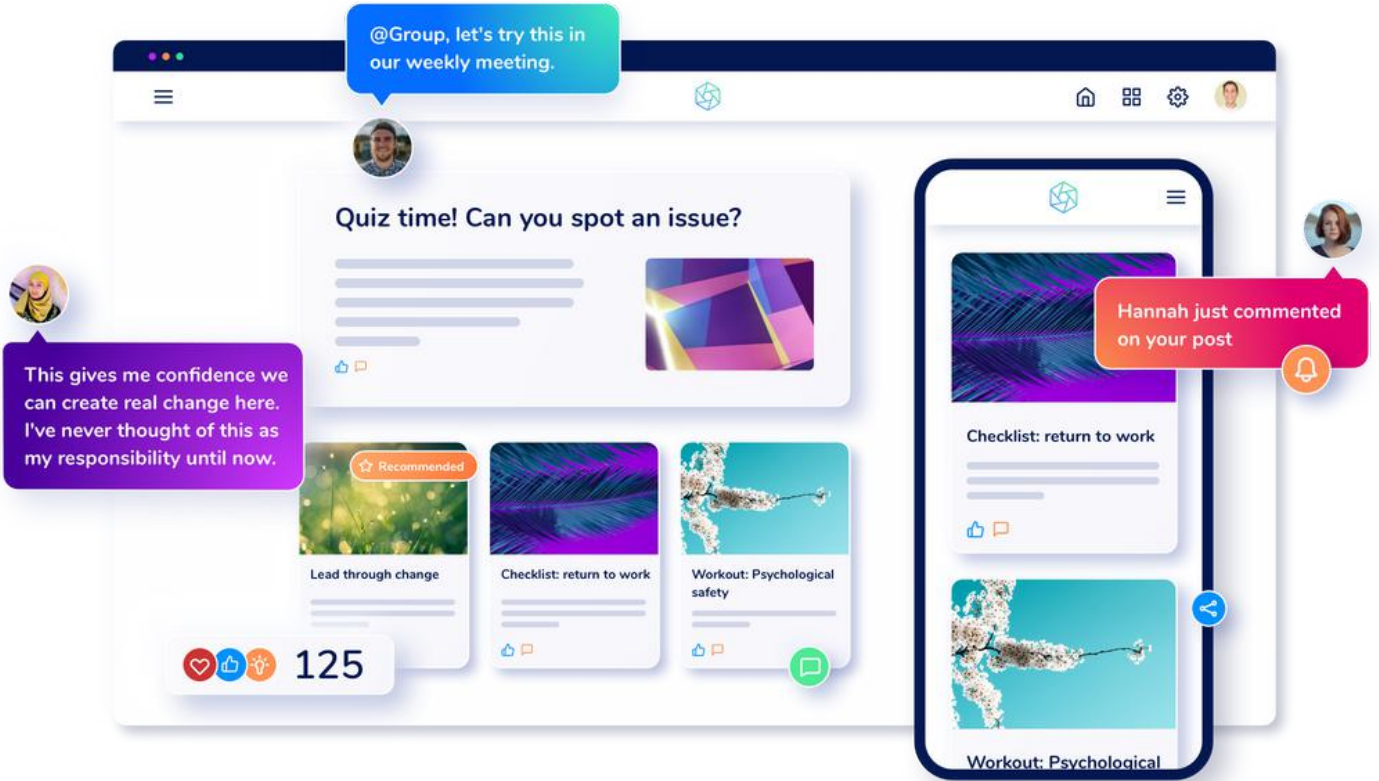 @Group, let's try this in
our weekly meeting.
Quiz time! Can you spot an issue?
This gives me confidence we
can create real change here.
I've never thought of this as
my responsibility until now.
Recommended
Lead through change
Checklist: return to work
Workout: Psychological
safety
125
Hannah just commented
on your post
Checklist: return to work
Workout: Psychological